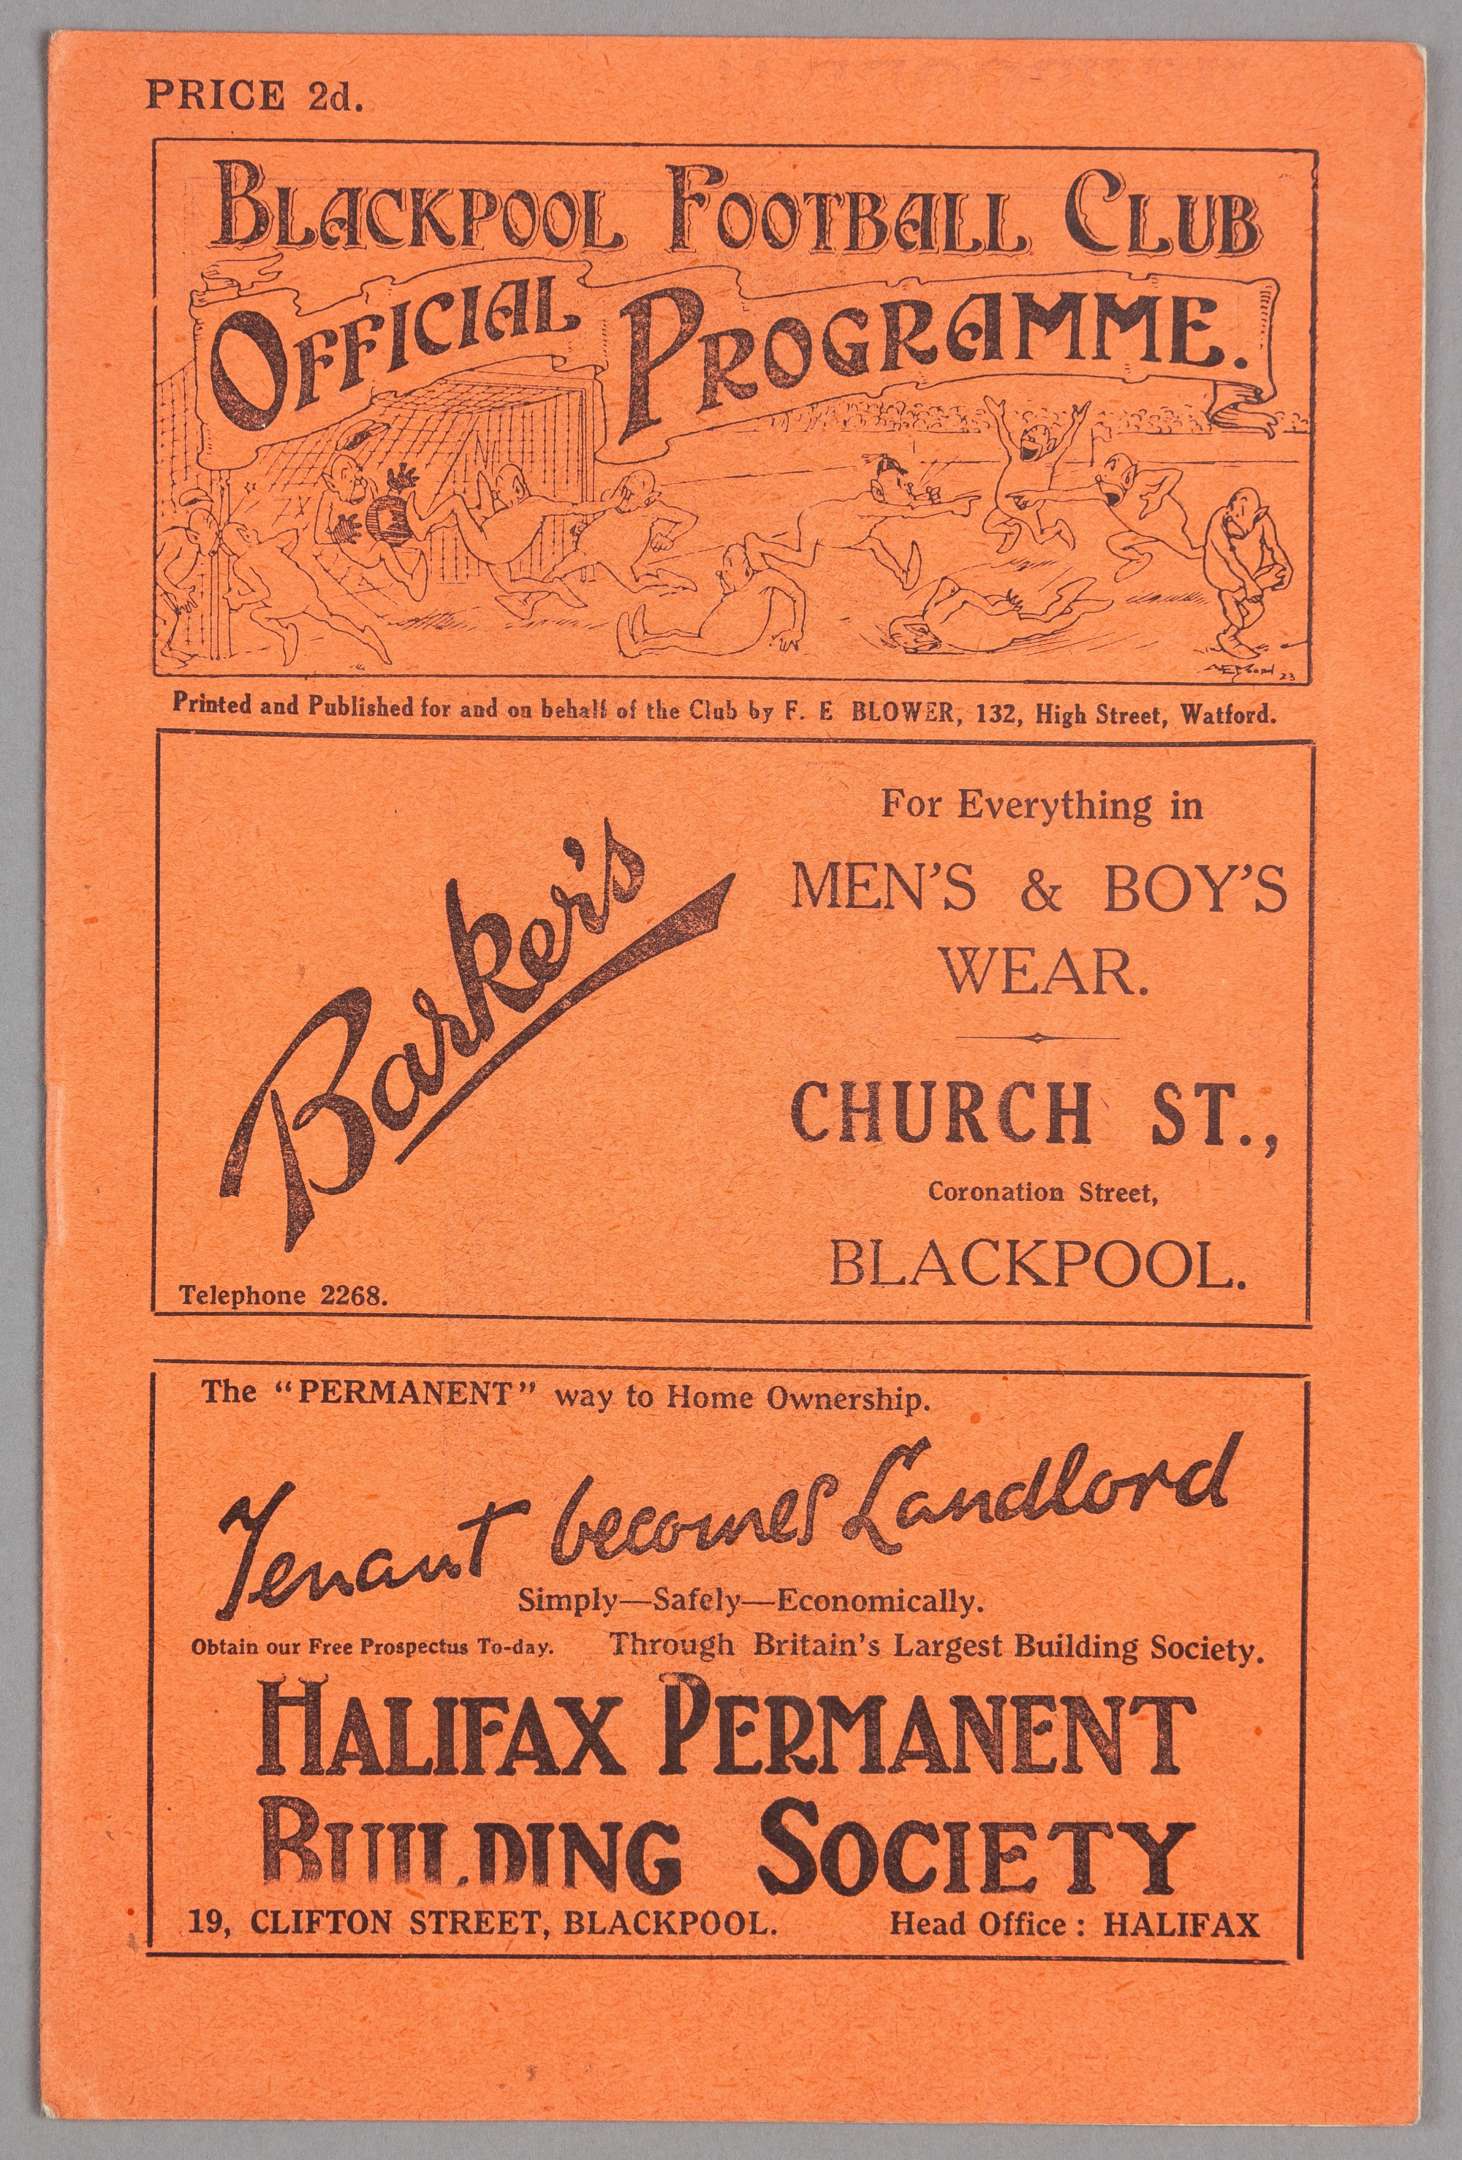 PRICE 2d.
BLACKPOOL FOOTBALL CLUB
OFFICIAL PROGRAMME.
23
Printed and Published for and on behalf of the Club by F. E BLOWER, 132, High Street, Watford.
Barker's
For Everything in
MEN'S & BOY'S
WEAR.
CHURCH ST.,
Coronation Street,
BLACKPOOL.
Telephone 2268.
The "PERMANENT" way to Home Ownership.
Tenant becomes Landlord
Simply—Safely—Economically.
Obtain our Free Prospectus To-day. Through Britain's Largest Building Society.
HALIFAX PERMANENT
BUILDING SOCIETY
19, CLIFTON STREET, BLACKPOOL. Head Office : HALIFAX